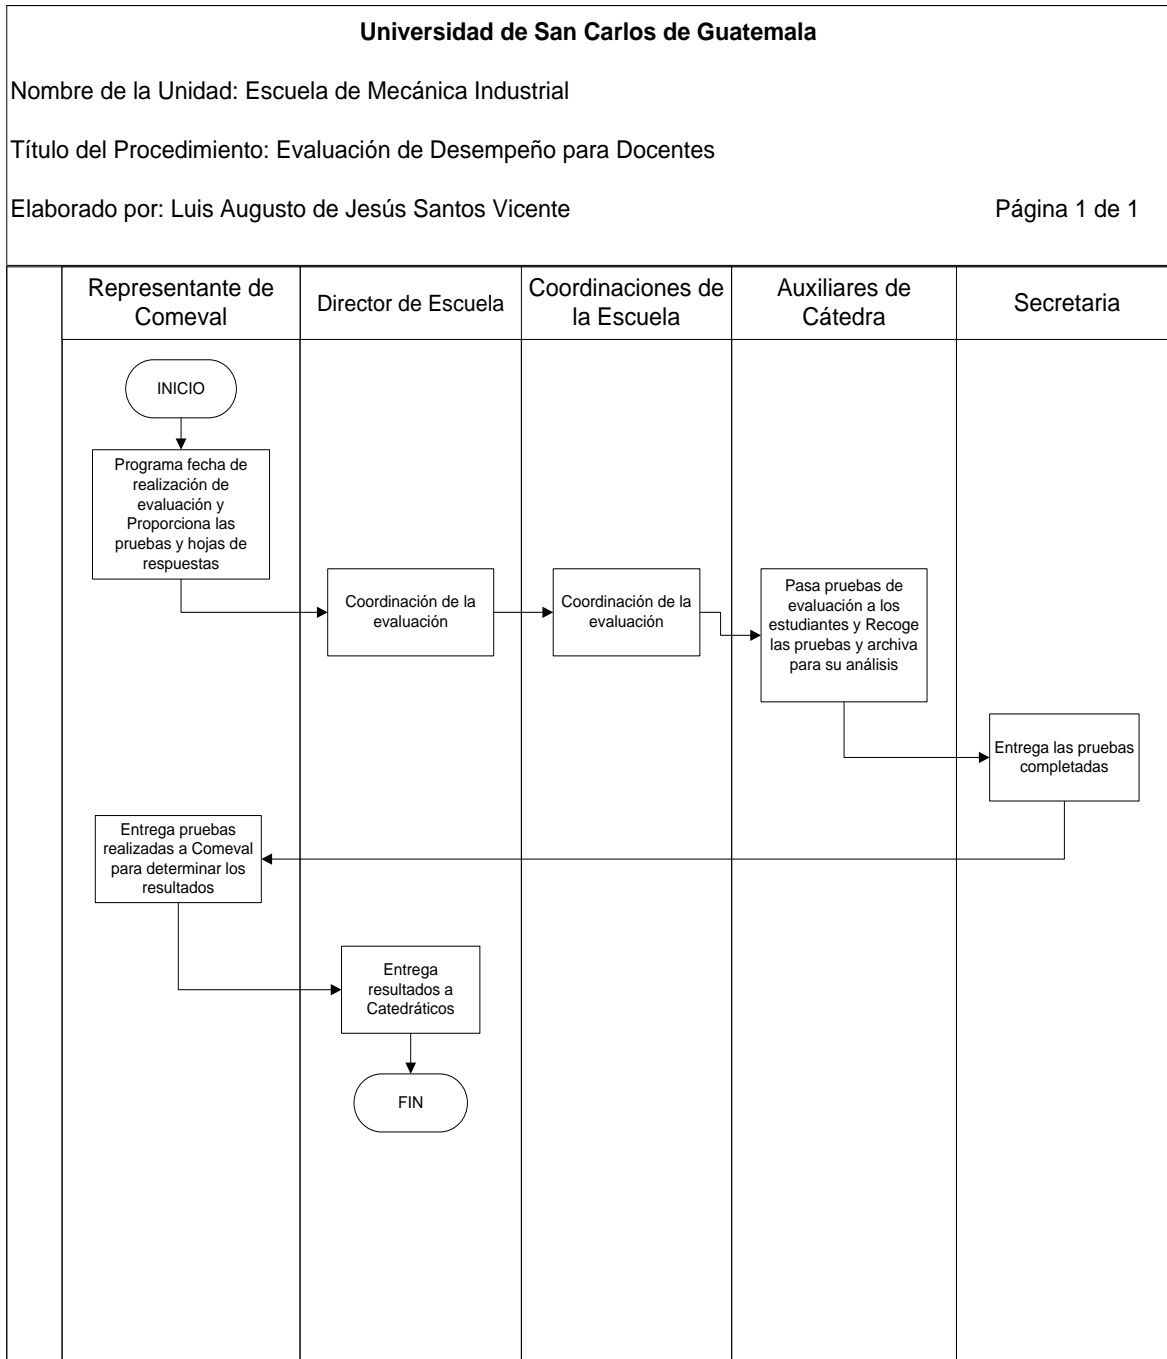 Universidad de San Carlos de Guatemala
Nombre de la Unidad: Escuela de Mecánica Industrial
Título del Procedimiento: Evaluación de Desempeño para Docentes
Elaborado por: Luis Augusto de Jesús Santos Vicente Página 1 de 1
Representante de
Comeval
Director de Escuela
Coordinaciones de
la Escuela
Auxiliares de
Cátedra
Secretaria
INICIO
Programa fecha de
realización de
evaluación y
Proporciona las
pruebas y hojas de
respuestas
Coordinación de la
evaluación
Coordinación de la
evaluación
Pasa pruebas de
evaluación a los
estudiantes y Recoge
las pruebas y archiva
para su análisis
Entrega las pruebas
completadas
Entrega pruebas
realizadas a Comeval
para determinar los
resultados
Entrega
resultados a
Catedráticos
FIN